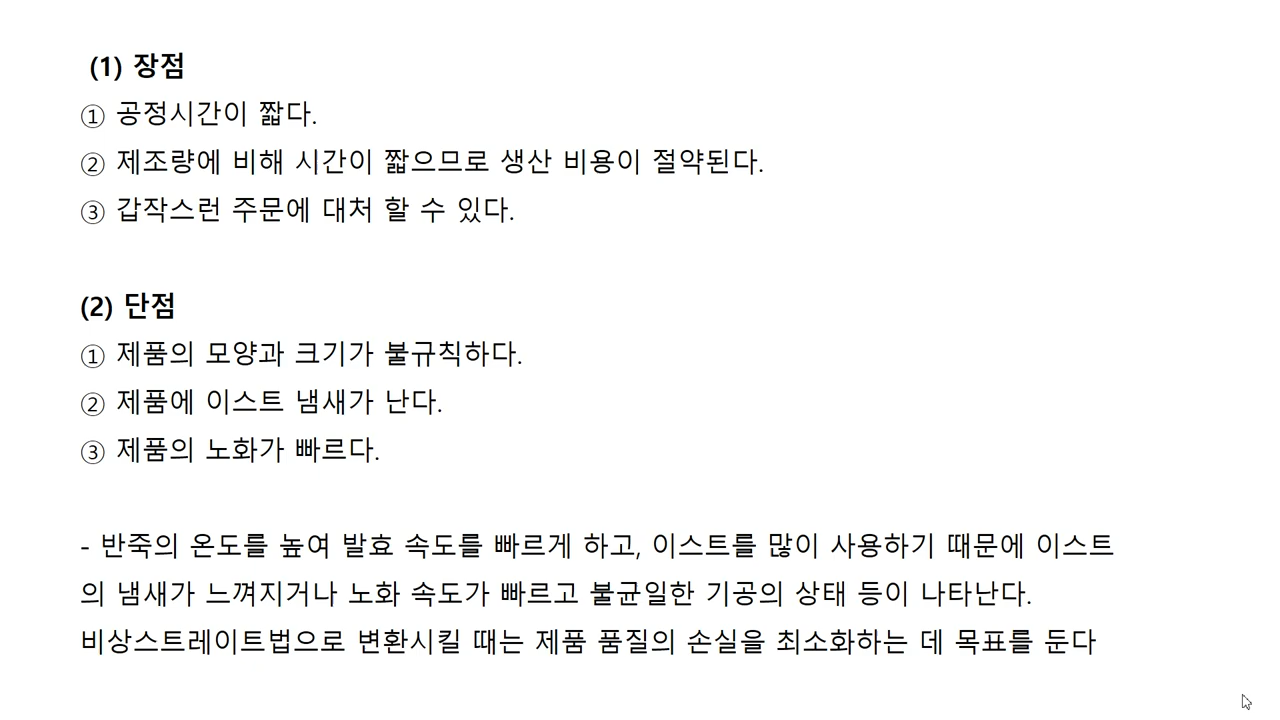 (1) 장점
① 공정시간이 짧다.
② 제조량에 비해 시간이 짧으므로 생산 비용이 절약된다.
③ 갑작스런 주문에 대처 할 수 있다.
(2) 단점
① 제품의 모양과 크기가 불규칙하다.
② 제품에 이스트 냄새가 난다.
③ 제품의 노화가 빠르다.
- 반죽의 온도를 높여 발효 속도를 빠르게 하고, 이스트를 많이 사용하기 때문에 이스트
의 냄새가 느껴지거나 노화 속도가 빠르고 불균일한 기공의 상태 등이 나타난다.
비상스트레이트법으로 변환시킬 때는 제품 품질의 손실을 최소화하는 데 목표를 둔다